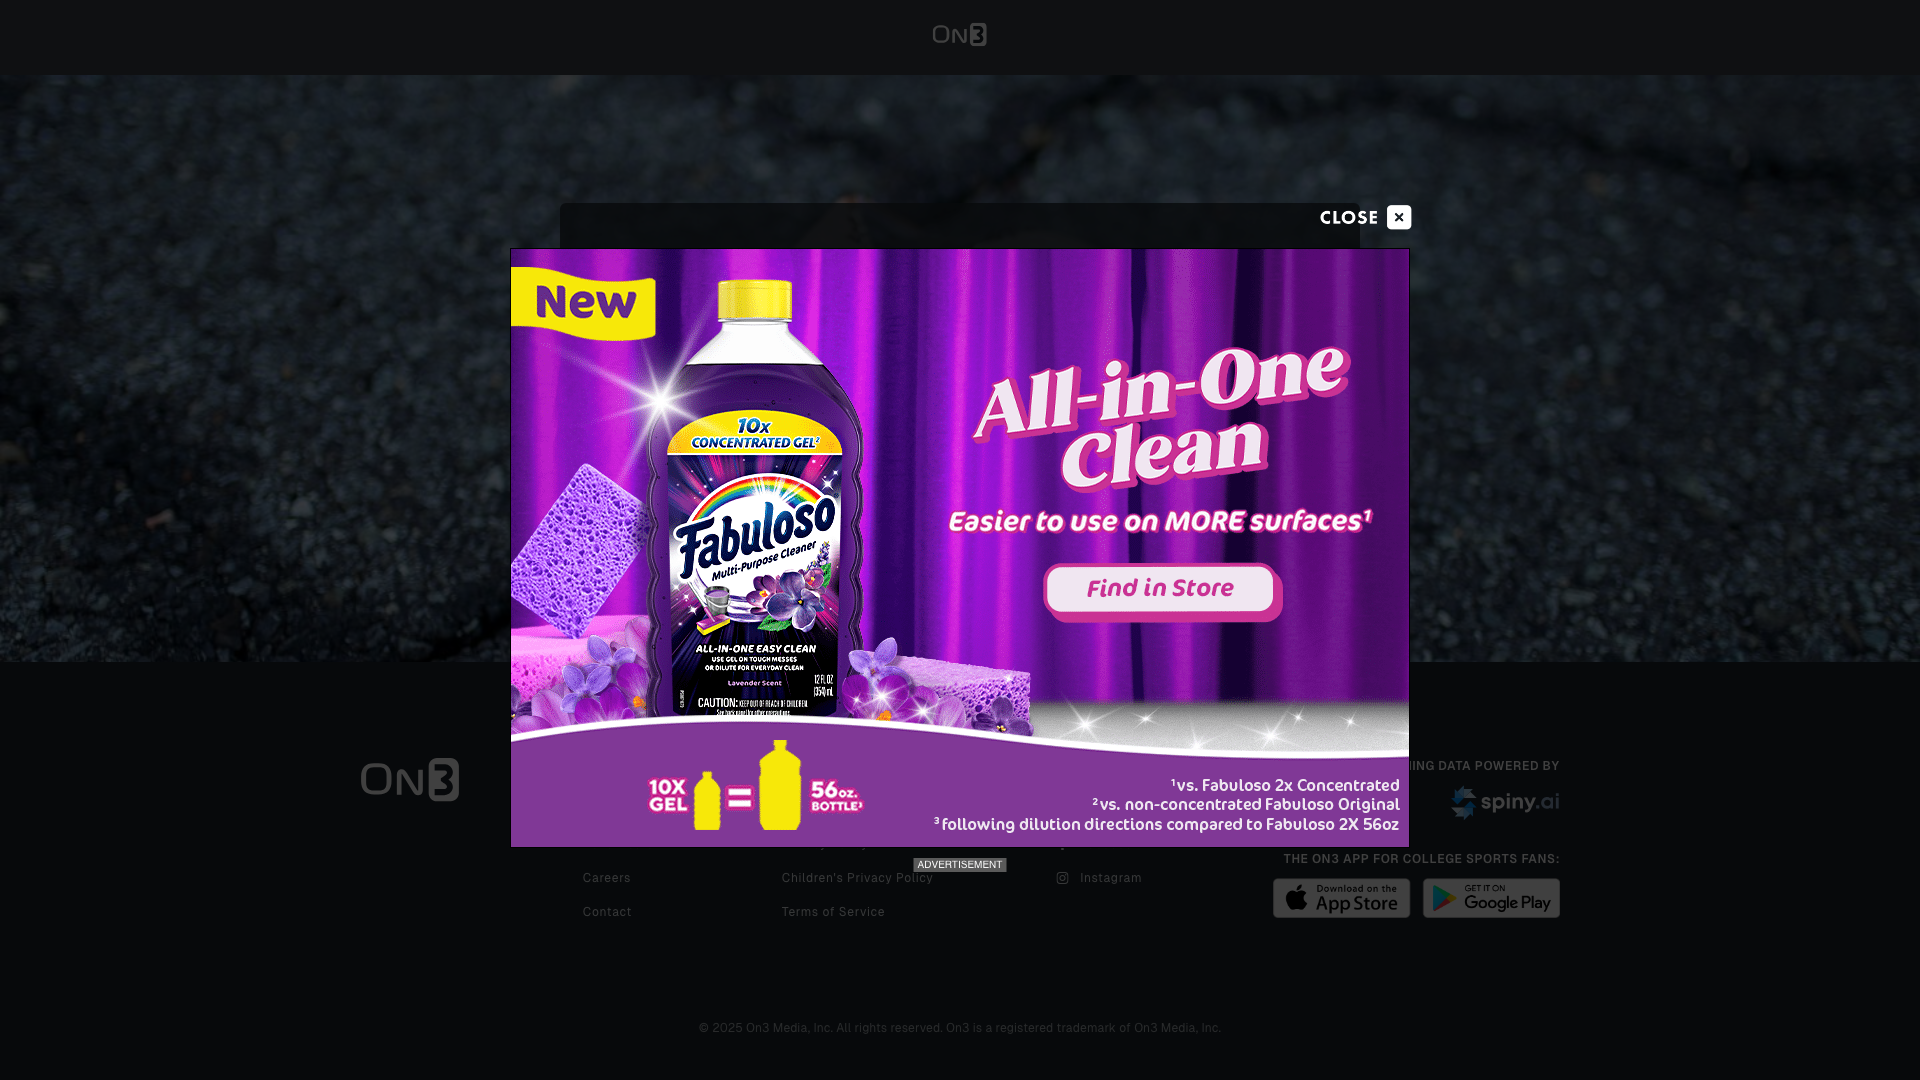 ON3
CLOSE
New
10x
CONCENTRATED GEL²
Fabuloso
Multi-Purpose Cleaner
ALL-IN-ONE EASY CLEAN
USE GEL ON TOUGH MESSES
OR DILUTE FOR EVERYDAY CLEAN
Lavender Scent
12 FL OZ
(354) mL
CAUTION: KEEP OUT OF REACH OF CHILDREN.
See back panel for other precautions
All-in-One
Clean
Easier to use on MORE surfaces¹
Find in Store
10X
GEL
=
56oz.
BOTTLE³
¹vs. Fabuloso 2x Concentrated
²vs. non-concentrated Fabuloso Original
³following dilution directions compared to Fabuloso 2X 56oz
ADVERTISEMENT
ON3
Careers
Contact
Children's Privacy Policy
Terms of Service
Instagram
ING DATA POWERED BY
spiny.ai
THE ON3 APP FOR COLLEGE SPORTS FANS:
Download on the
App Store
GET IT ON
Google Play
© 2025 On3 Media, Inc. All rights reserved. On3 is a registered trademark of On3 Media, Inc.